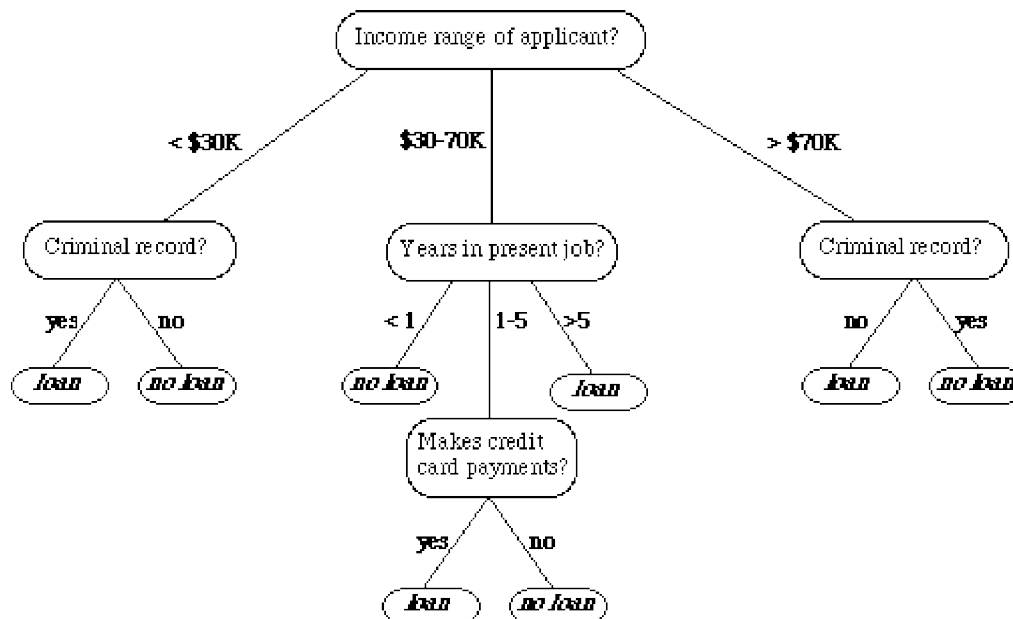 Income range of applicant?
< $30K
$30-70K
> $70K
Criminal record?
Years in present job?
Criminal record?
yes
no
< 1
1-5
>5
no
yes
loan
no loan
no loan
loan
loan
no loan
Makes credit
card payments?
yes
no
loan
no loan